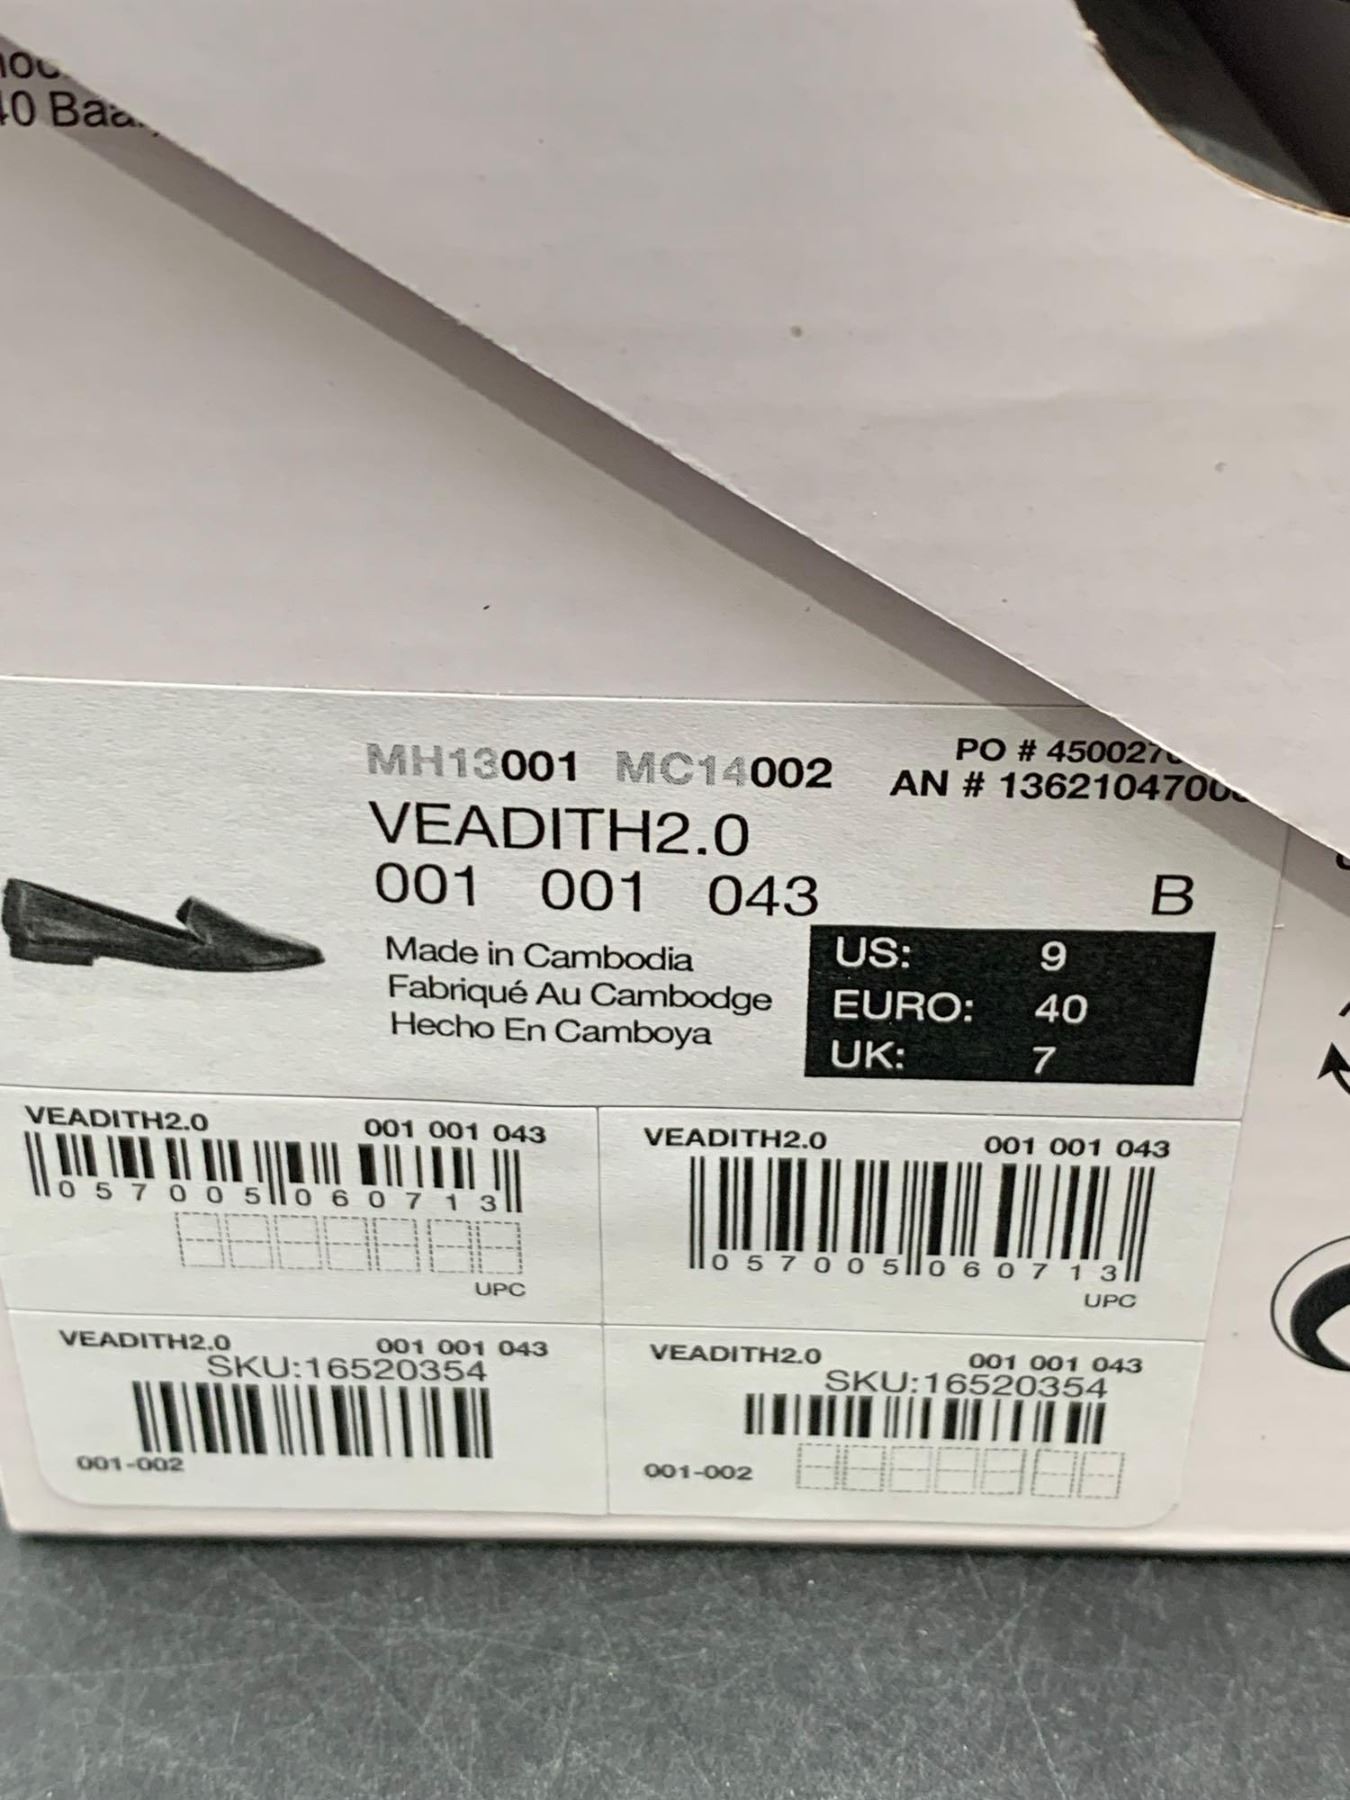 40
MH13001 MC14002
PO #
AN #
VEADITH2.0
001 001 043 B
Made in Cambodia
Fabriqué Au Cambodge
Hecho En Camboya
US: 9
EURO: 40
UK: 7
VEADITH2.0 001 001 043
0 57005 06071 3
UPC
VEADITH2.0 001 001 043
0 57005 06071 3
UPC
VEADITH2.0 001 001 043
SKU:16520354
001-002
VEADITH2.0 001 001 043
SKU:16520354
001-002